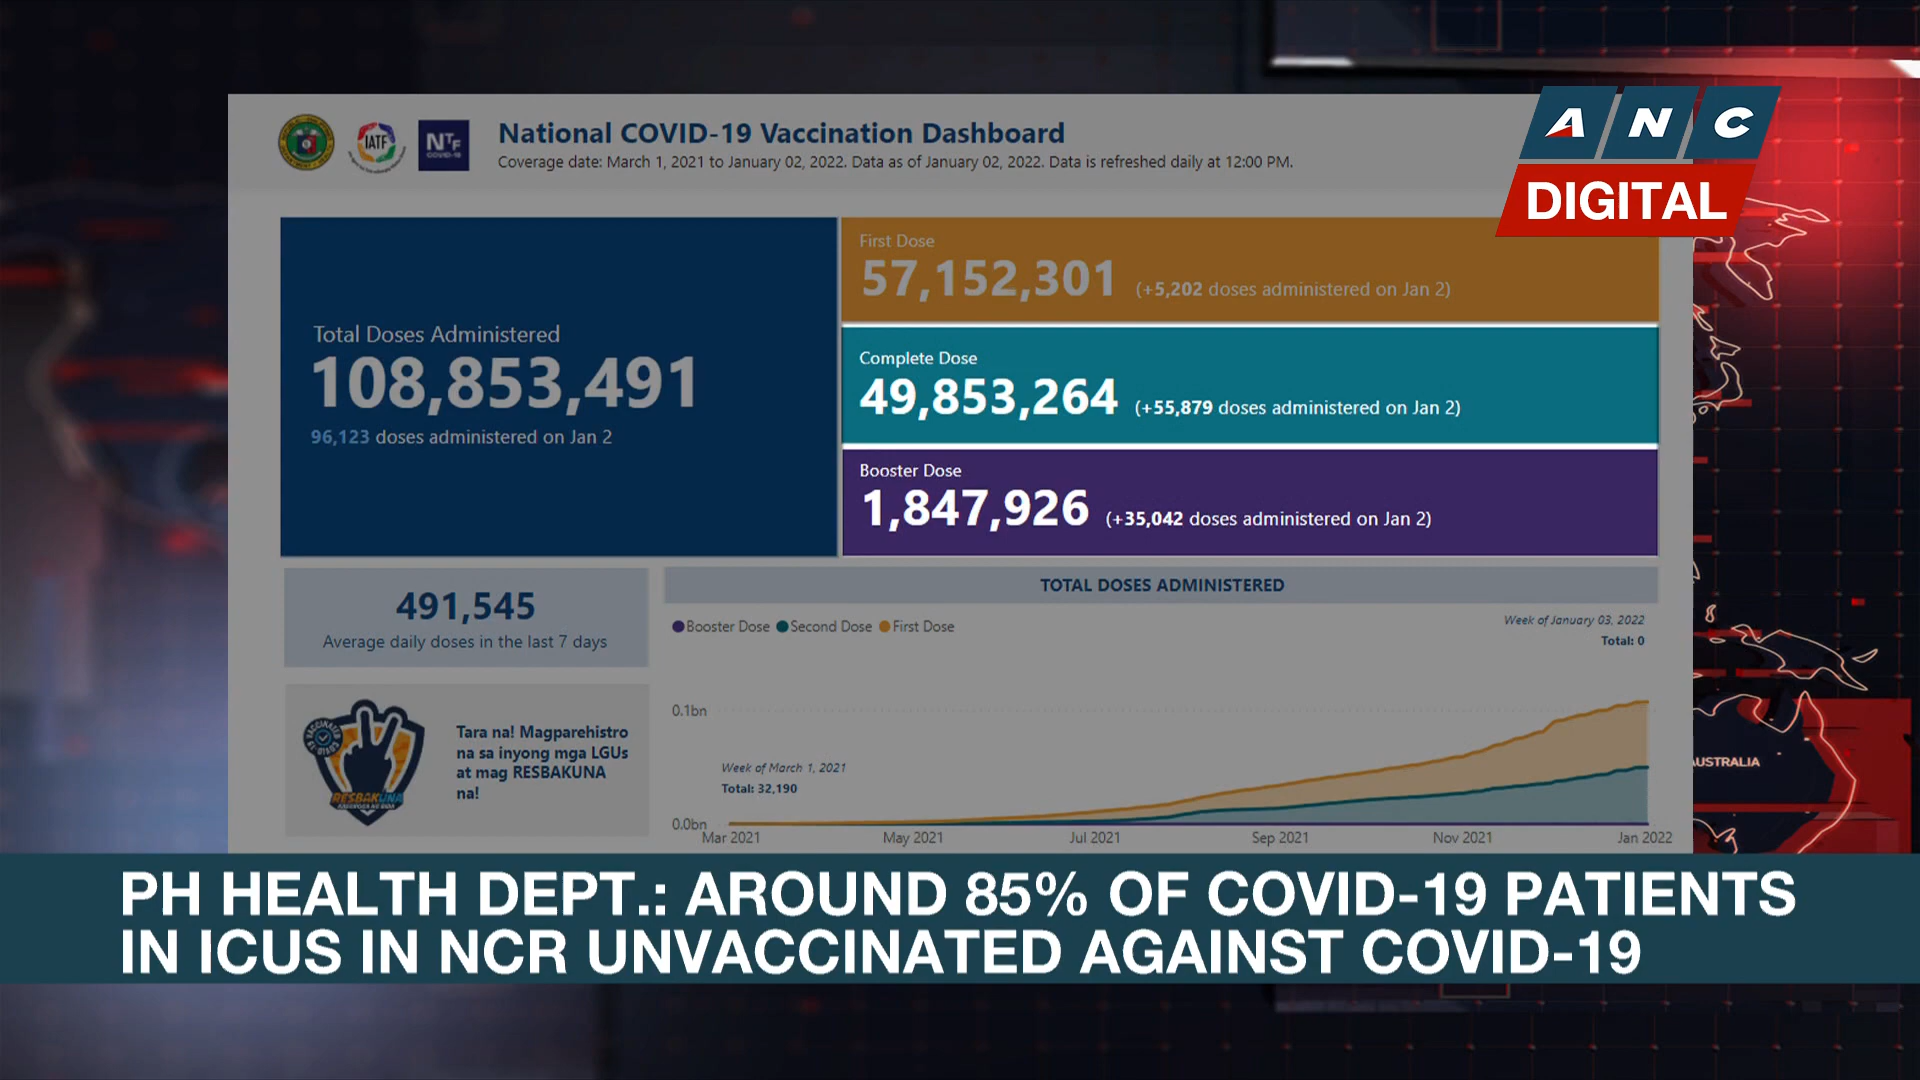 A N C
DIGITAL
IATF
NTF
COVID-19
National COVID-19 Vaccination Dashboard
Coverage date: March 1, 2021 to January 02, 2022. Data as of January 02, 2022. Data is refreshed daily at 12:00 PM.
Total Doses Administered
108,853,491
96,123 doses administered on Jan 2
First Dose
57,152,301 (+5,202 doses administered on Jan 2)
Complete Dose
49,853,264 (+55,879 doses administered on Jan 2)
Booster Dose
1,847,926 (+35,042 doses administered on Jan 2)
491,545
Average daily doses in the last 7 days
RESBAKUNA
Tara na! Magparehistro
na sa inyong mga LGUs
at mag RESBAKUNA
na!
TOTAL DOSES ADMINISTERED
Booster Dose Second Dose First Dose
Week of January 03, 2022
Total: 0
0.1bn
Week of March 1, 2021
Total: 32,190
0.0bn
Mar 2021 May 2021 Jul 2021 Sep 2021 Nov 2021 Jan 2022
USTRALIA
PH HEALTH DEPT.: AROUND 85% OF COVID-19 PATIENTS
IN ICUS IN NCR UNVACCINATED AGAINST COVID-19